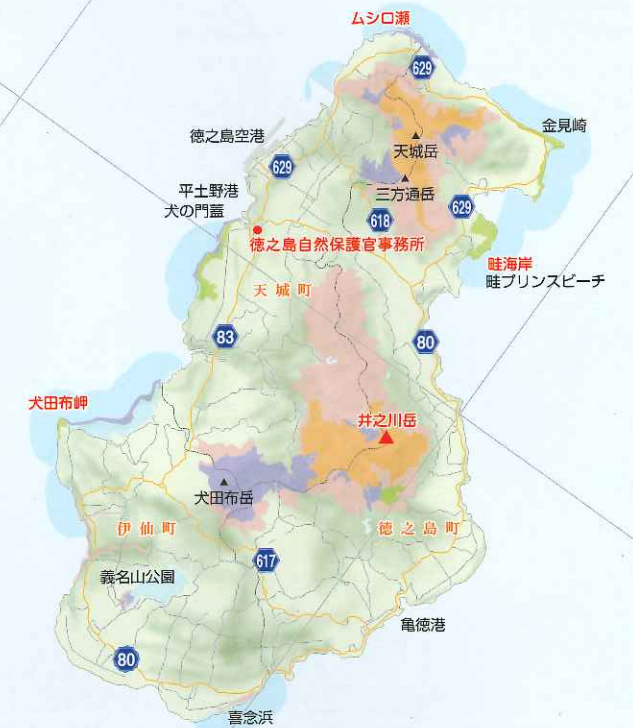 ムシロ瀬
629
金見崎
徳之島空港
天城岳
629
三方通岳
平土野港
犬の門蓋
618
629
徳之島自然保護官事務所
畦海岸
畦プリンスビーチ
天城町
83
80
犬田布岬
井之川岳
犬田布岳
伊仙町
徳之島町
617
義名山公園
亀徳港
80
喜念浜